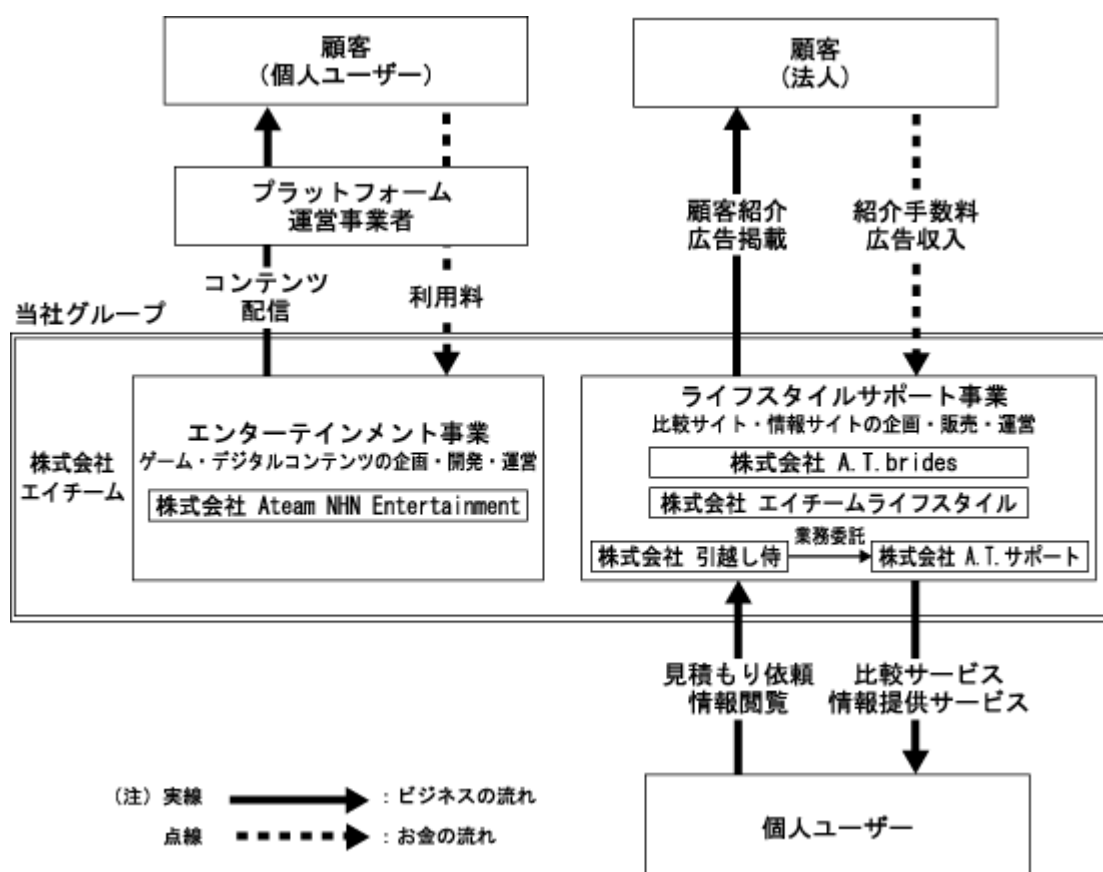 顧客
(個人ユーザー)
顧客
(法人)
プラットフォーム
運営事業者
コンテンツ
配信
利用料
顧客紹介
広告掲載
紹介手数料
広告収入
当社グループ
株式会社
エイチーム
エンターテインメント事業
ゲーム・デジタルコンテンツの企画・開発・運営
株式会社 Ateam NHN Entertainment
ライフスタイルサポート事業
比較サイト・情報サイトの企画・販売・運営
株式会社 A.T.brides
株式会社 エイチームライフスタイル
業務委託
株式会社 引越し侍
株式会社 A.T.サポート
見積もり依頼
情報閲覧
比較サービス
情報提供サービス
個人ユーザー
(注) 実線 : ビジネスの流れ
点線 : お金の流れ